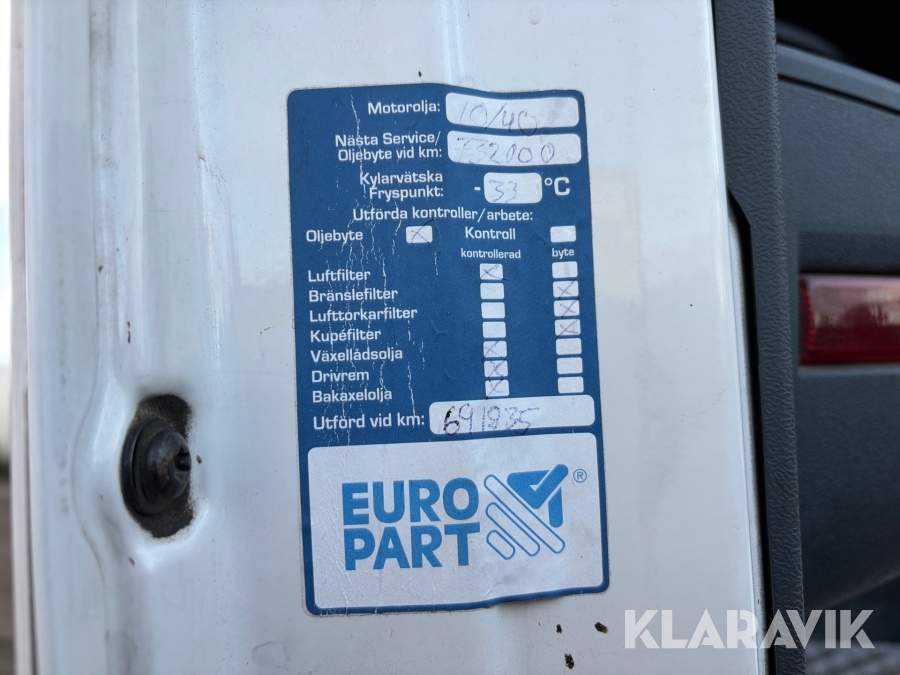 Motorolja: 10/40
Nästa Service/
Oljebyte vid km: 732000
Kylarvätska
Fryspunkt: - 33 °C
Utförda kontroller/arbete:
Oljebyte Kontroll
kontrollerad byte
Luftfilter
Bränslefilter
Lufttorkarfilter
Kupéfilter
Växellådsolja
Drivrem
Bakaxelolja
Utförd vid km: 691835
EURO
PART ®
KLARAVIK